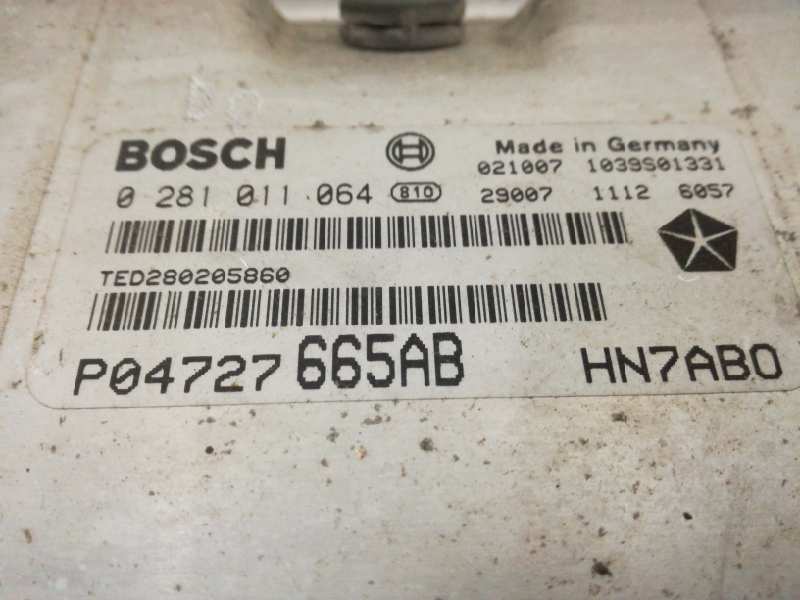 BOSCH Made in Germany
021007 1039S01331
0 281 011 064 810 29007 1112 6057
TED280205860
P04727665AB HN7AB0